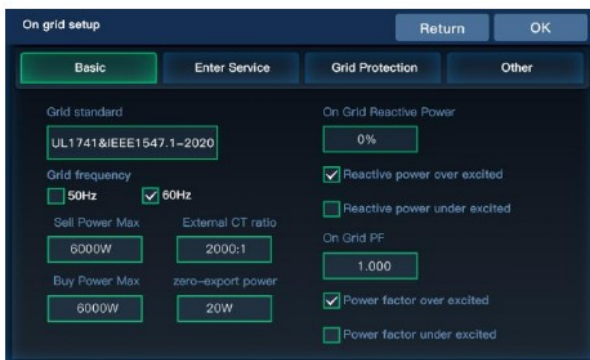 On grid setup
Return
OK
Basic
Enter Service
Grid Protection
Other
Grid standard
UL1741&IEEE1547.1-2020
Grid frequency
50Hz
60Hz
Sell Power Max
External CT ratio
6000W
2000:1
Buy Power Max
zero-export power
6000W
20W
On Grid Reactive Power
0%
Reactive power over excited
Reactive power under excited
On Grid PF
1.000
Power factor over excited
Power factor under excited